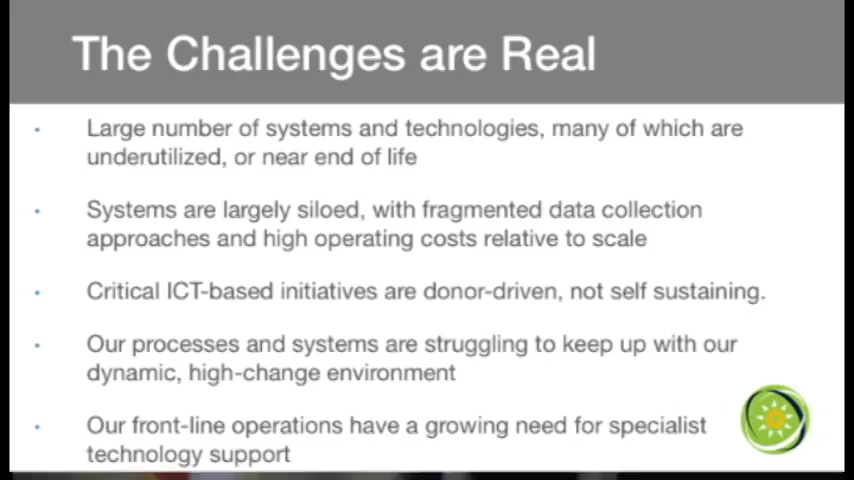 The Challenges are Real
Large number of systems and technologies, many of which are
underutilized, or near end of life
Systems are largely siloed, with fragmented data collection
approaches and high operating costs relative to scale
Critical ICT-based initiatives are donor-driven, not self sustaining.
Our processes and systems are struggling to keep up with our
dynamic, high-change environment
Our front-line operations have a growing need for specialist
technology support